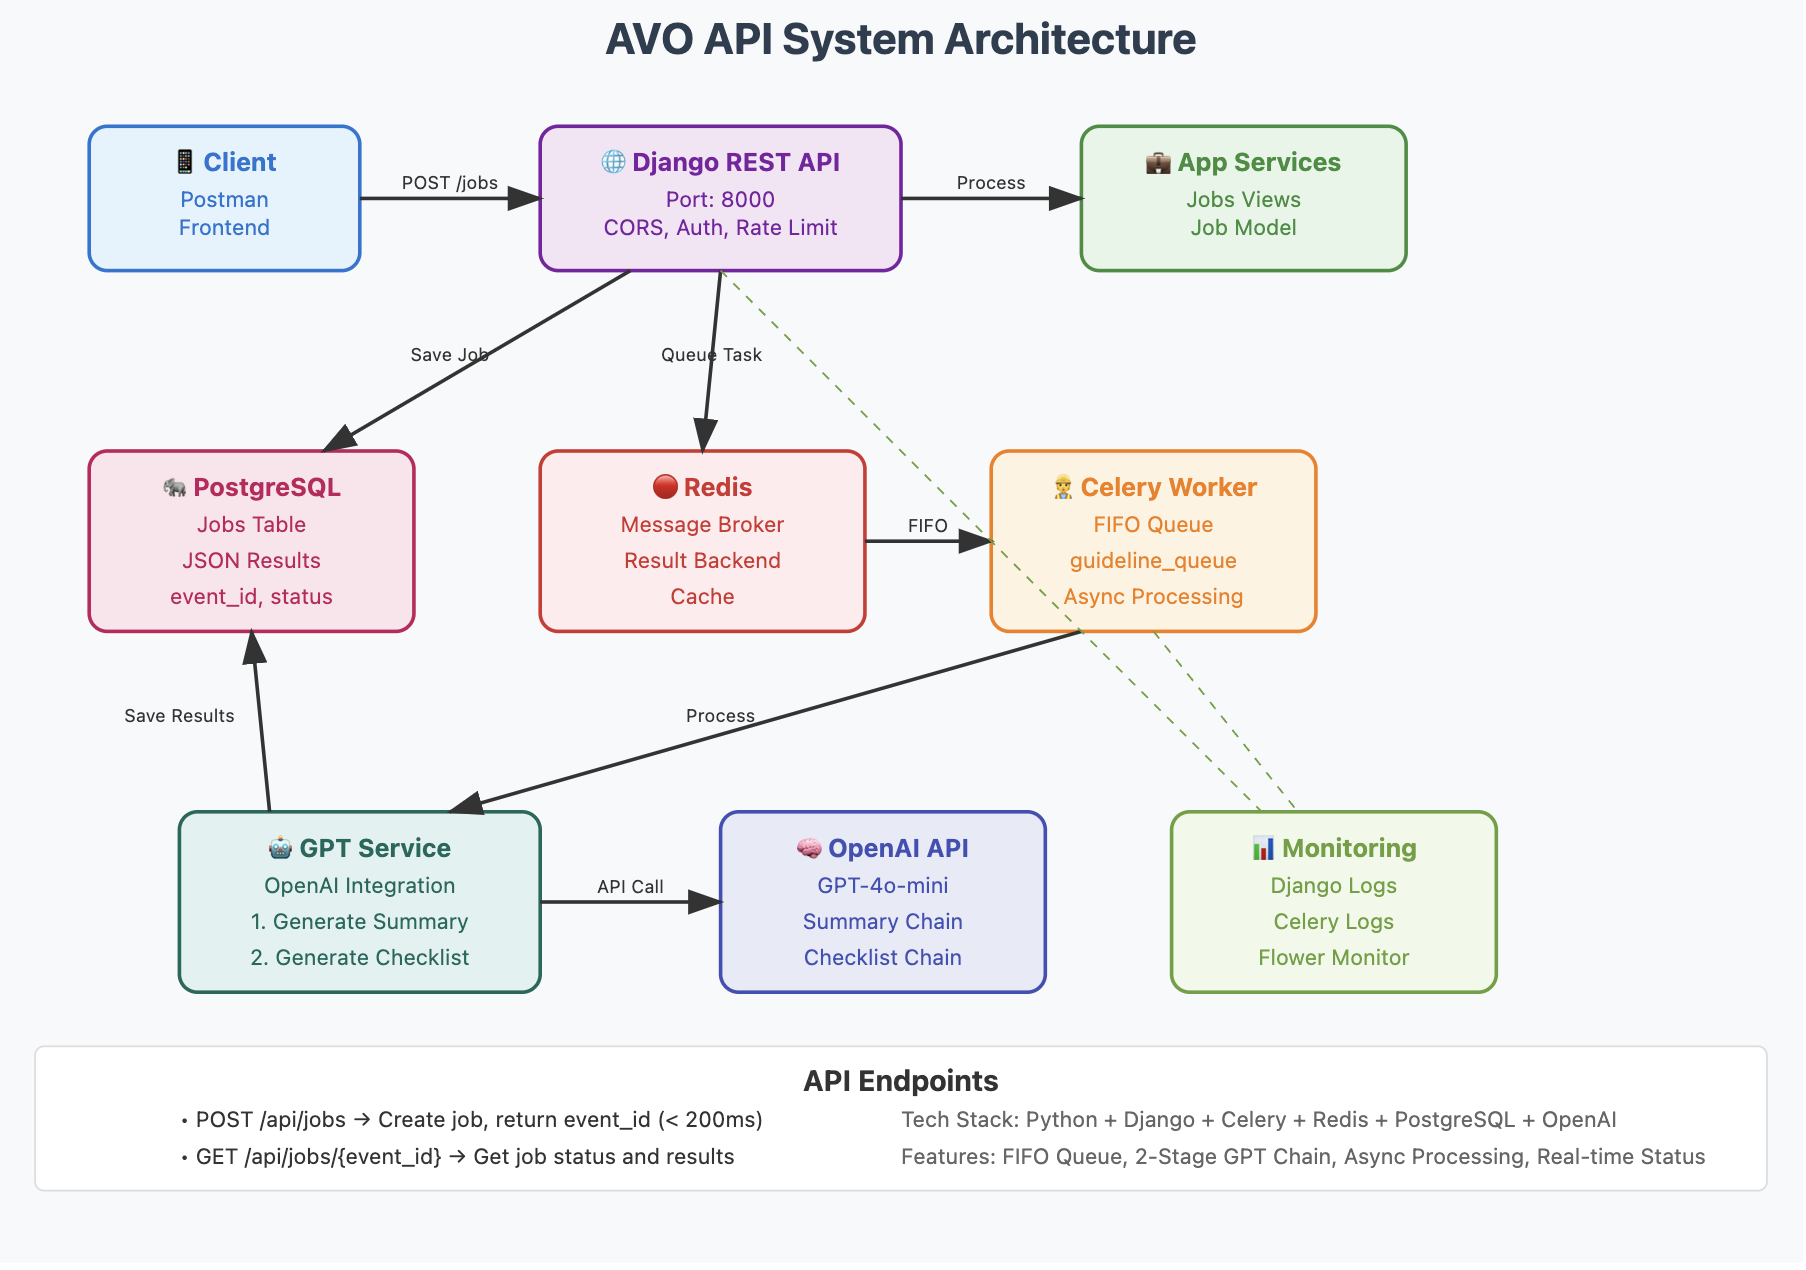 AVO API System Architecture
Client
Postman
Frontend
POST /jobs
Django REST API
Port: 8000
CORS, Auth, Rate Limit
Process
App Services
Jobs Views
Job Model
Save Job
Queue Task
PostgreSQL
Jobs Table
JSON Results
event_id, status
Redis
Message Broker
Result Backend
Cache
FIFO
Celery Worker
FIFO Queue
guideline_queue
Async Processing
Save Results
Process
GPT Service
OpenAI Integration
1. Generate Summary
2. Generate Checklist
API Call
OpenAI API
GPT-4o-mini
Summary Chain
Checklist Chain
Monitoring
Django Logs
Celery Logs
Flower Monitor
API Endpoints
• POST /api/jobs → Create job, return event_id (< 200ms)
• GET /api/jobs/{event_id} → Get job status and results
Tech Stack: Python + Django + Celery + Redis + PostgreSQL + OpenAI
Features: FIFO Queue, 2-Stage GPT Chain, Async Processing, Real-time Status